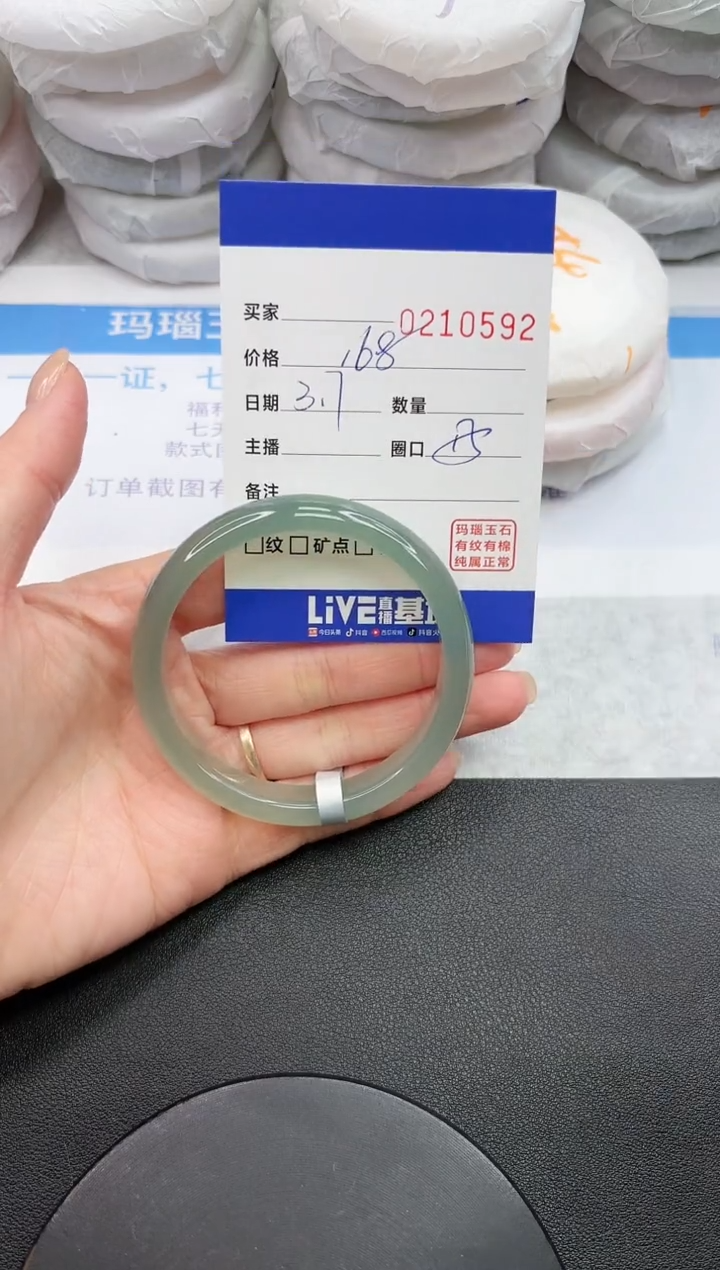 买家
0210592
价格 168
日期 3.7 数量
主播 圈口
备注
纹 矿点
玛瑙玉石
有纹有棉
纯属正常
LiVE直播基
今日头条 抖音 西瓜视频 抖音火
玛瑙玉
一一证，七
福利
七天
款式
订单截图有